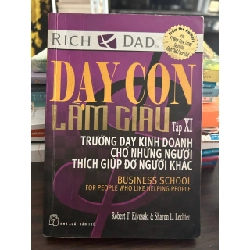 RICH DAD
DẠY CON
LÀM GIÀU
Tập XI
TRƯỜNG DẠY KINH DOANH
CHO NHỮNG NGƯỜI
THÍCH GIÚP ĐỠ NGƯỜI KHÁC
BUSINESS SCHOOL
FOR PEOPLE WHO LIKE HELPING PEOPLE
Robert T. Kiyosaki & Sharon L. Lechter